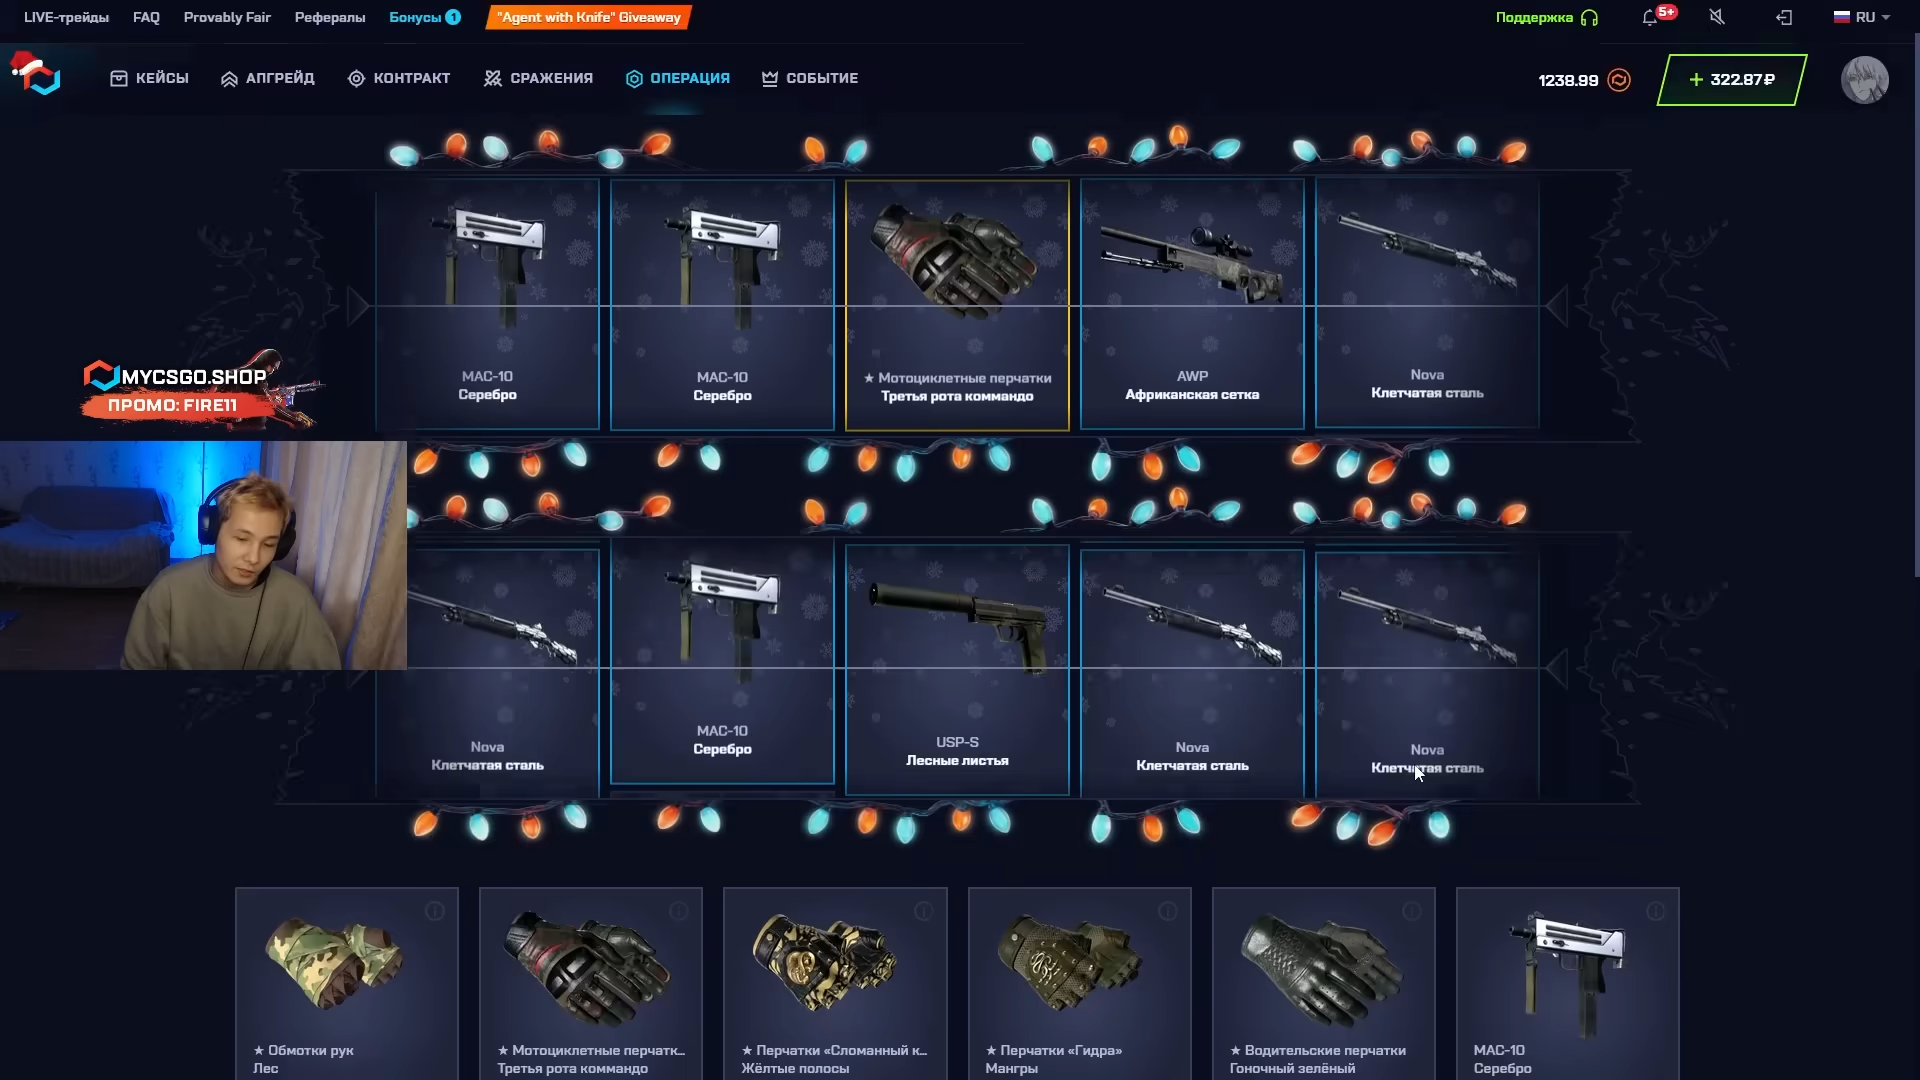 LIVE-трейды FAQ Provably Fair Рефералы Бонусы 1 "Agent with Knife" Giveaway Поддержка 5+ RU
КЕЙСЫ АПГРЕЙД КОНТРАКТ СРАЖЕНИЯ ОПЕРАЦИЯ СОБЫТИЕ 1238.99 + 322.87₽
MAC-10
Серебро
MAC-10
Серебро
★ Мотоциклетные перчатки
Третья рота коммандо
AWP
Африканская сетка
Nova
Клетчатая сталь
MYCSGO.SHOP
ПРОМО: FIRE11
Nova
Клетчатая сталь
MAC-10
Серебро
USP-S
Лесные листья
Nova
Клетчатая сталь
Nova
Клетчатая сталь
★ Обмотки рук
Лес
★ Мотоциклетные перчатк...
Третья рота коммандо
★ Перчатки «Сломанный к...
Жёлтые полосы
★ Перчатки «Гидра»
Мангры
★ Водительские перчатки
Гоночный зелёный
MAC-10
Серебро